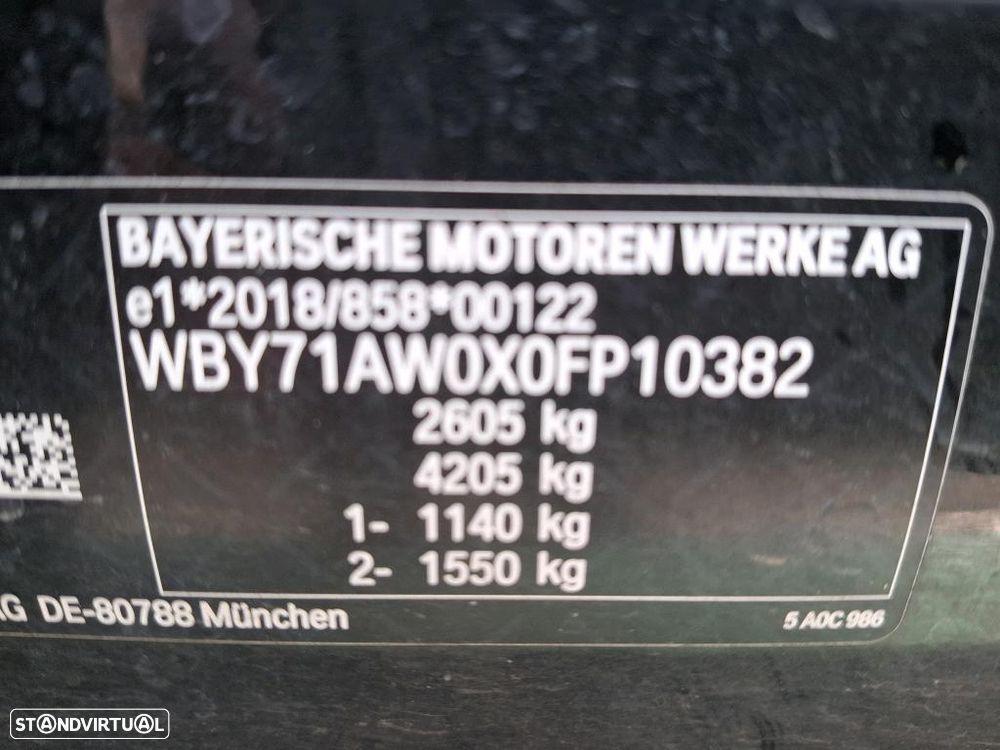 BAYERISCHE MOTOREN WERKE AG
e1*2018/858*00122
WBY71AW0X0FP10382
2605 kg
4205 kg
1- 1140 kg
2- 1550 kg
AG DE-80788 München
5 A0C 986
STANDVIRTUAL